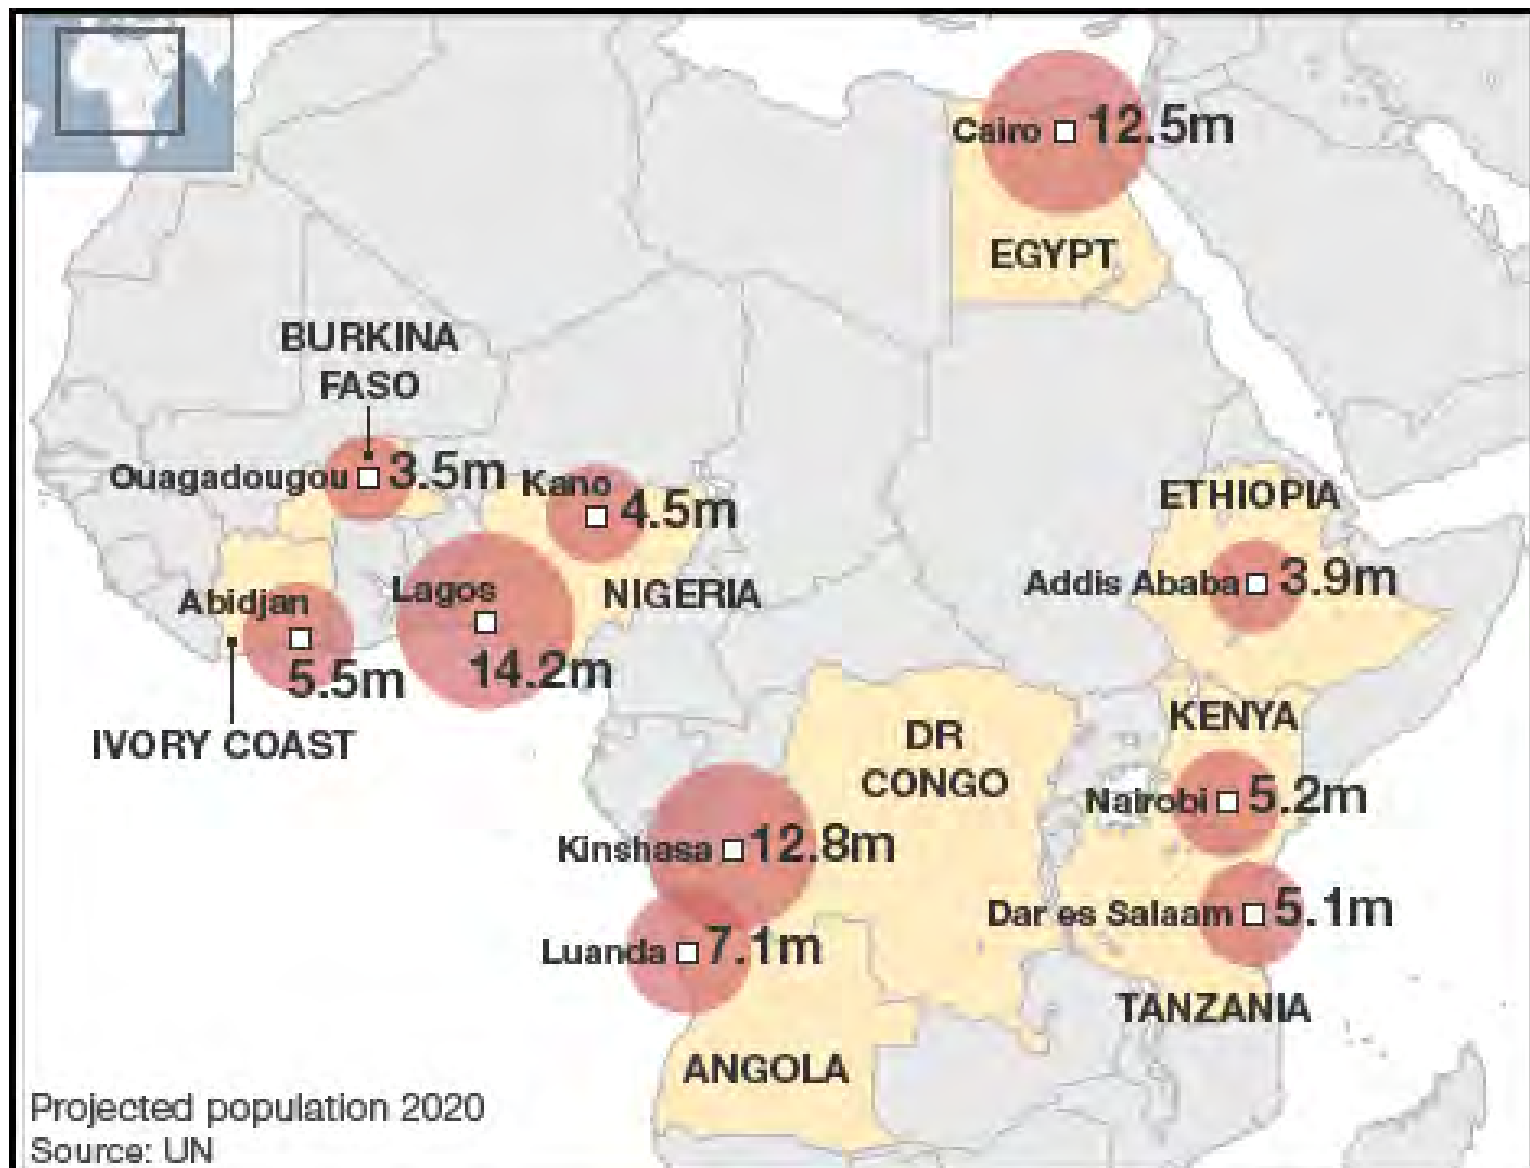 Cairo 12.5m
EGYPT
BURKINA
FASO
Ouagadougou 3.5m
Kano
4.5m
ETHIOPIA
Addis Ababa 3.9m
NIGERIA
Lagos
14.2m
Abidjan
5.5m
IVORY COAST
KENYA
DR
CONGO
Nairobi 5.2m
Kinshasa 12.8m
Dar es Salaam 5.1m
Luanda 7.1m
TANZANIA
ANGOLA
Projected population 2020
Source: UN